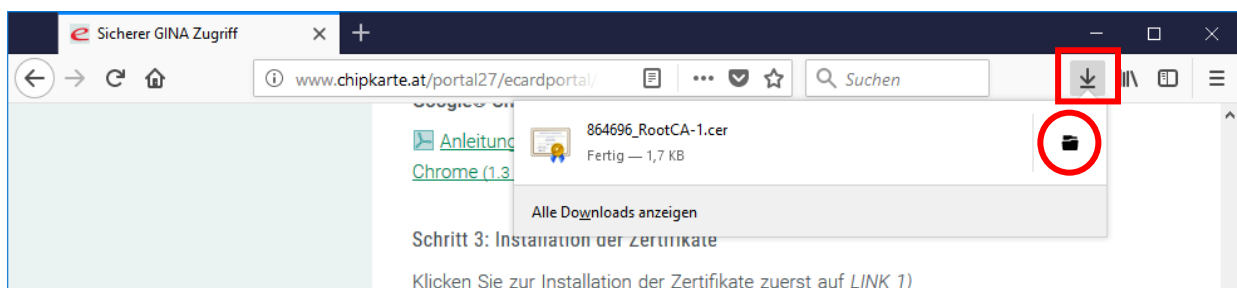 Sicherer GINA Zugriff
www.chipkarte.at/portal27/ecardportal/
Suchen
864696_RootCA-1.cer
Anleitung
Fertig — 1,7 KB
Chrome (1.3
Alle Downloads anzeigen
Schritt 3: Installation der Zertifikate
Klicken Sie zur Installation der Zertifikate zuerst auf LINK 1)